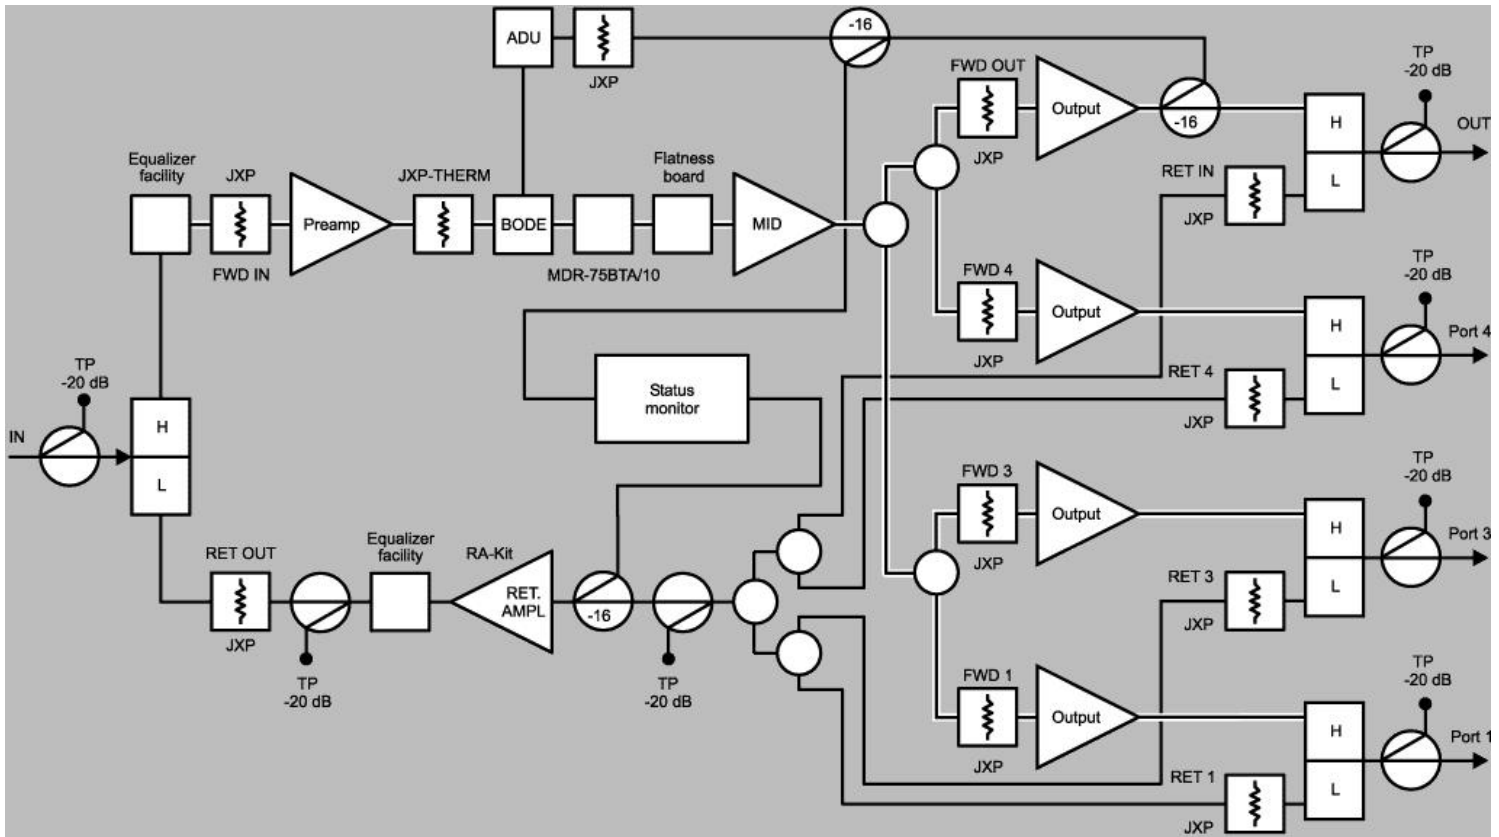 ADU
JXP
-16
TP
-20 dB
FWD OUT
Output
JXP
-16
H
L
OUT
RET IN
JXP
Equalizer
facility
JXP
FWD IN
Preamp
JXP-THERM
BODE
MDR-75BTA/10
Flatness
board
MID
FWD 4
Output
JXP
TP
-20 dB
H
L
Port 4
RET 4
JXP
TP
-20 dB
IN
H
L
Status
monitor
FWD 3
Output
JXP
TP
-20 dB
H
L
Port 3
RET 3
JXP
RET OUT
JXP
TP
-20 dB
Equalizer
facility
RA-Kit
RET.
AMPL
-16
TP
-20 dB
FWD 1
Output
JXP
TP
-20 dB
H
L
Port 1
RET 1
JXP